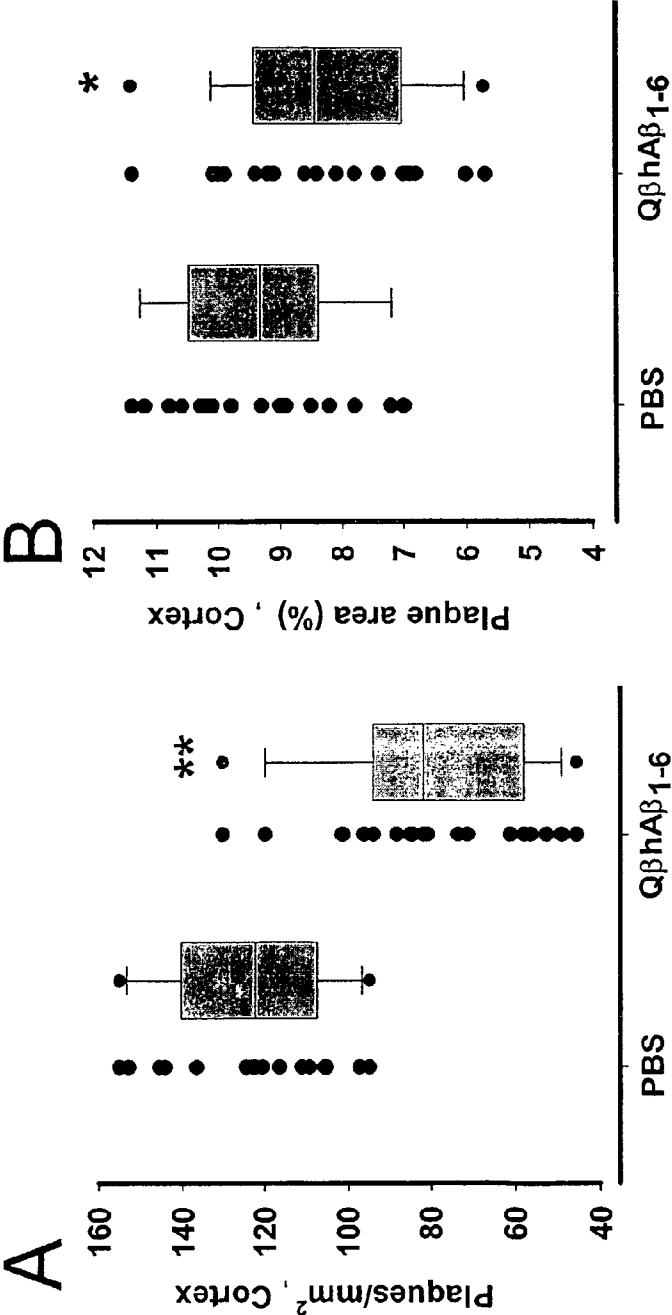 A
160
140
120
100
80
60
40
Plaques/mm², Cortex
**
PBS
QβhAβ1-6
B
12
11
10
9
8
7
6
5
4
Plaque area (%) , Cortex
*
PBS
QβhAβ1-6